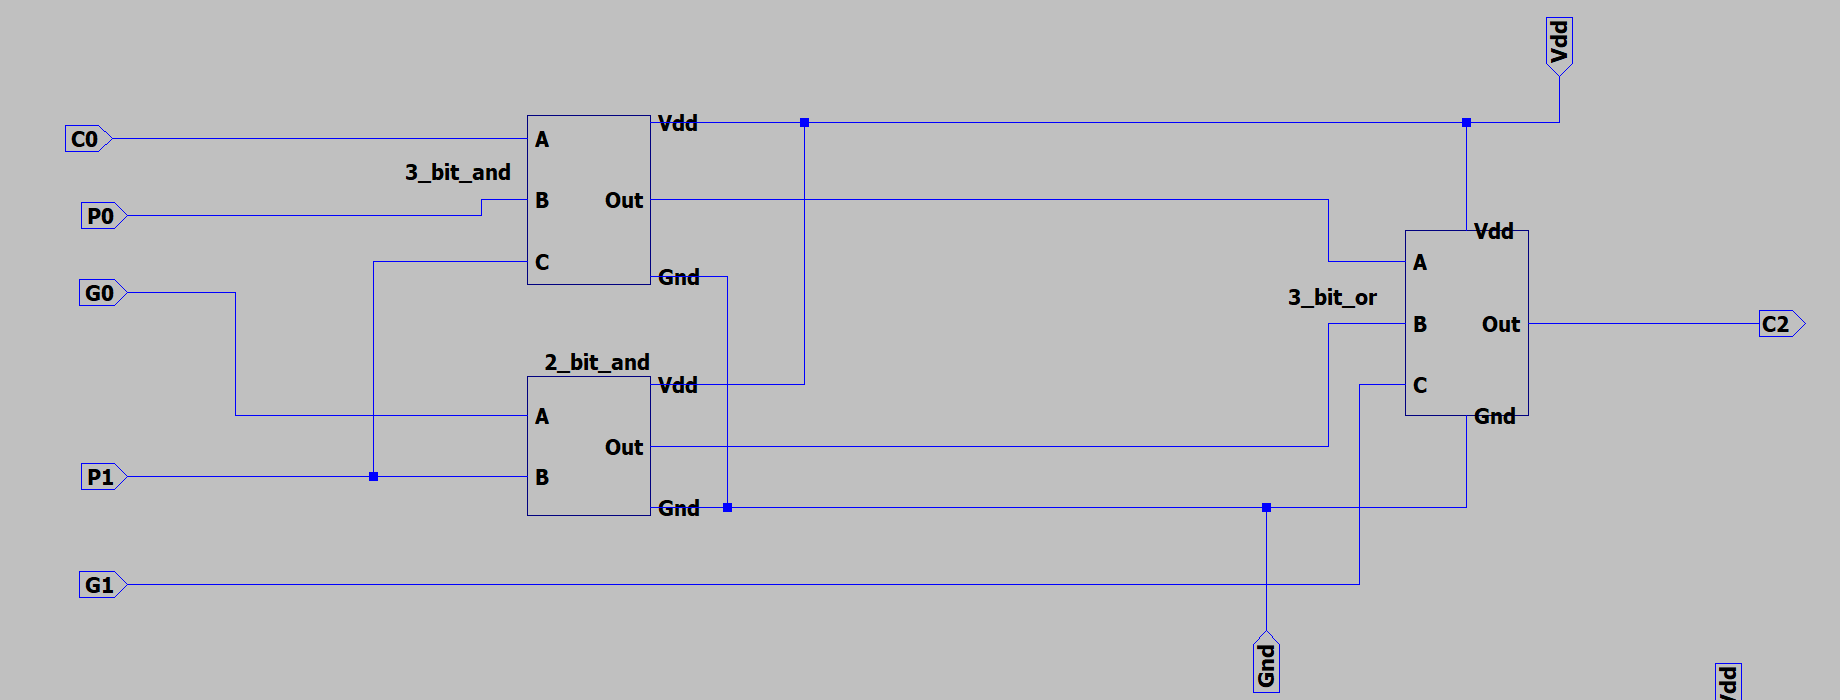 Vdd
C0
A
Vdd
3_bit_and
P0
B
Out
C
Gnd
G0
Vdd
A
3_bit_or
B
Out
C2
C
Gnd
2_bit_and
Vdd
A
Out
P1
B
Gnd
G1
Gnd
Vdd